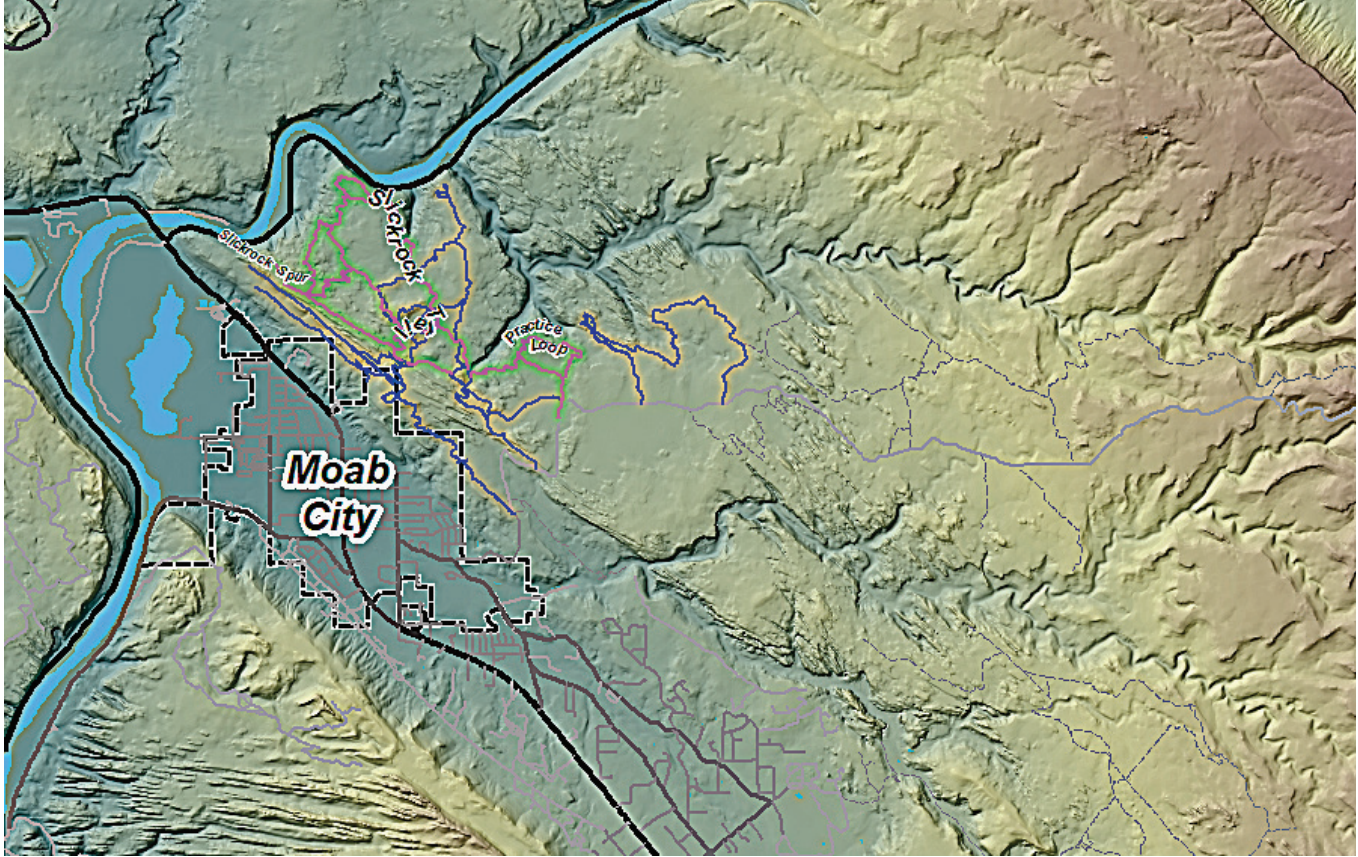 Slickrock
Trail
Slickrock Spur
Practice
Loop
Moab
City